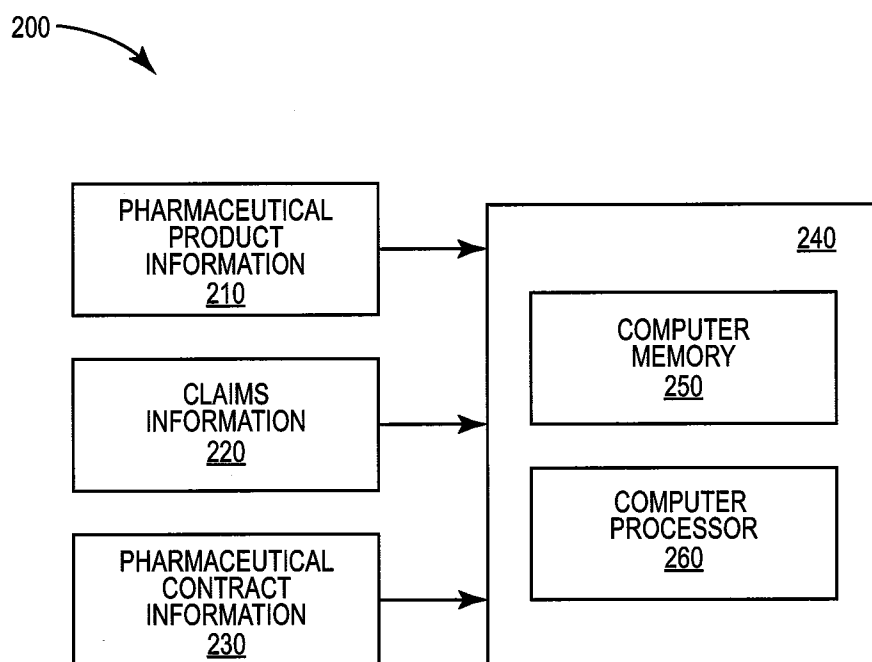 200
PHARMACEUTICAL
PRODUCT
INFORMATION
210
CLAIMS
INFORMATION
220
PHARMACEUTICAL
CONTRACT
INFORMATION
230
240
COMPUTER
MEMORY
250
COMPUTER
PROCESSOR
260